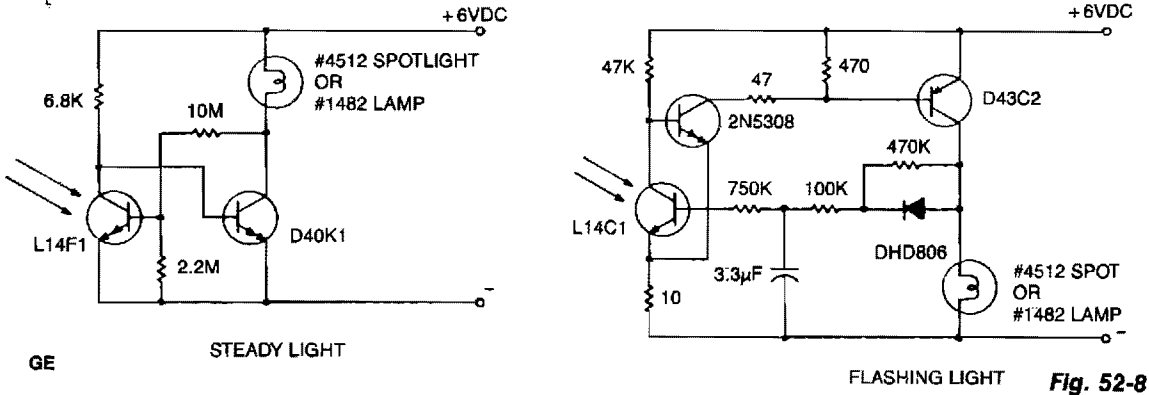 +6VDC
#4512 SPOTLIGHT
OR
#1482 LAMP
6.8K
10M
L14F1
D40K1
2.2M
-
STEADY LIGHT
GE
+6VDC
47K
47
470
D43C2
2N5308
470K
750K
100K
L14C1
DHD806
3.3µF
#4512 SPOT
OR
#1482 LAMP
10
-
FLASHING LIGHT
Fig. 52-8